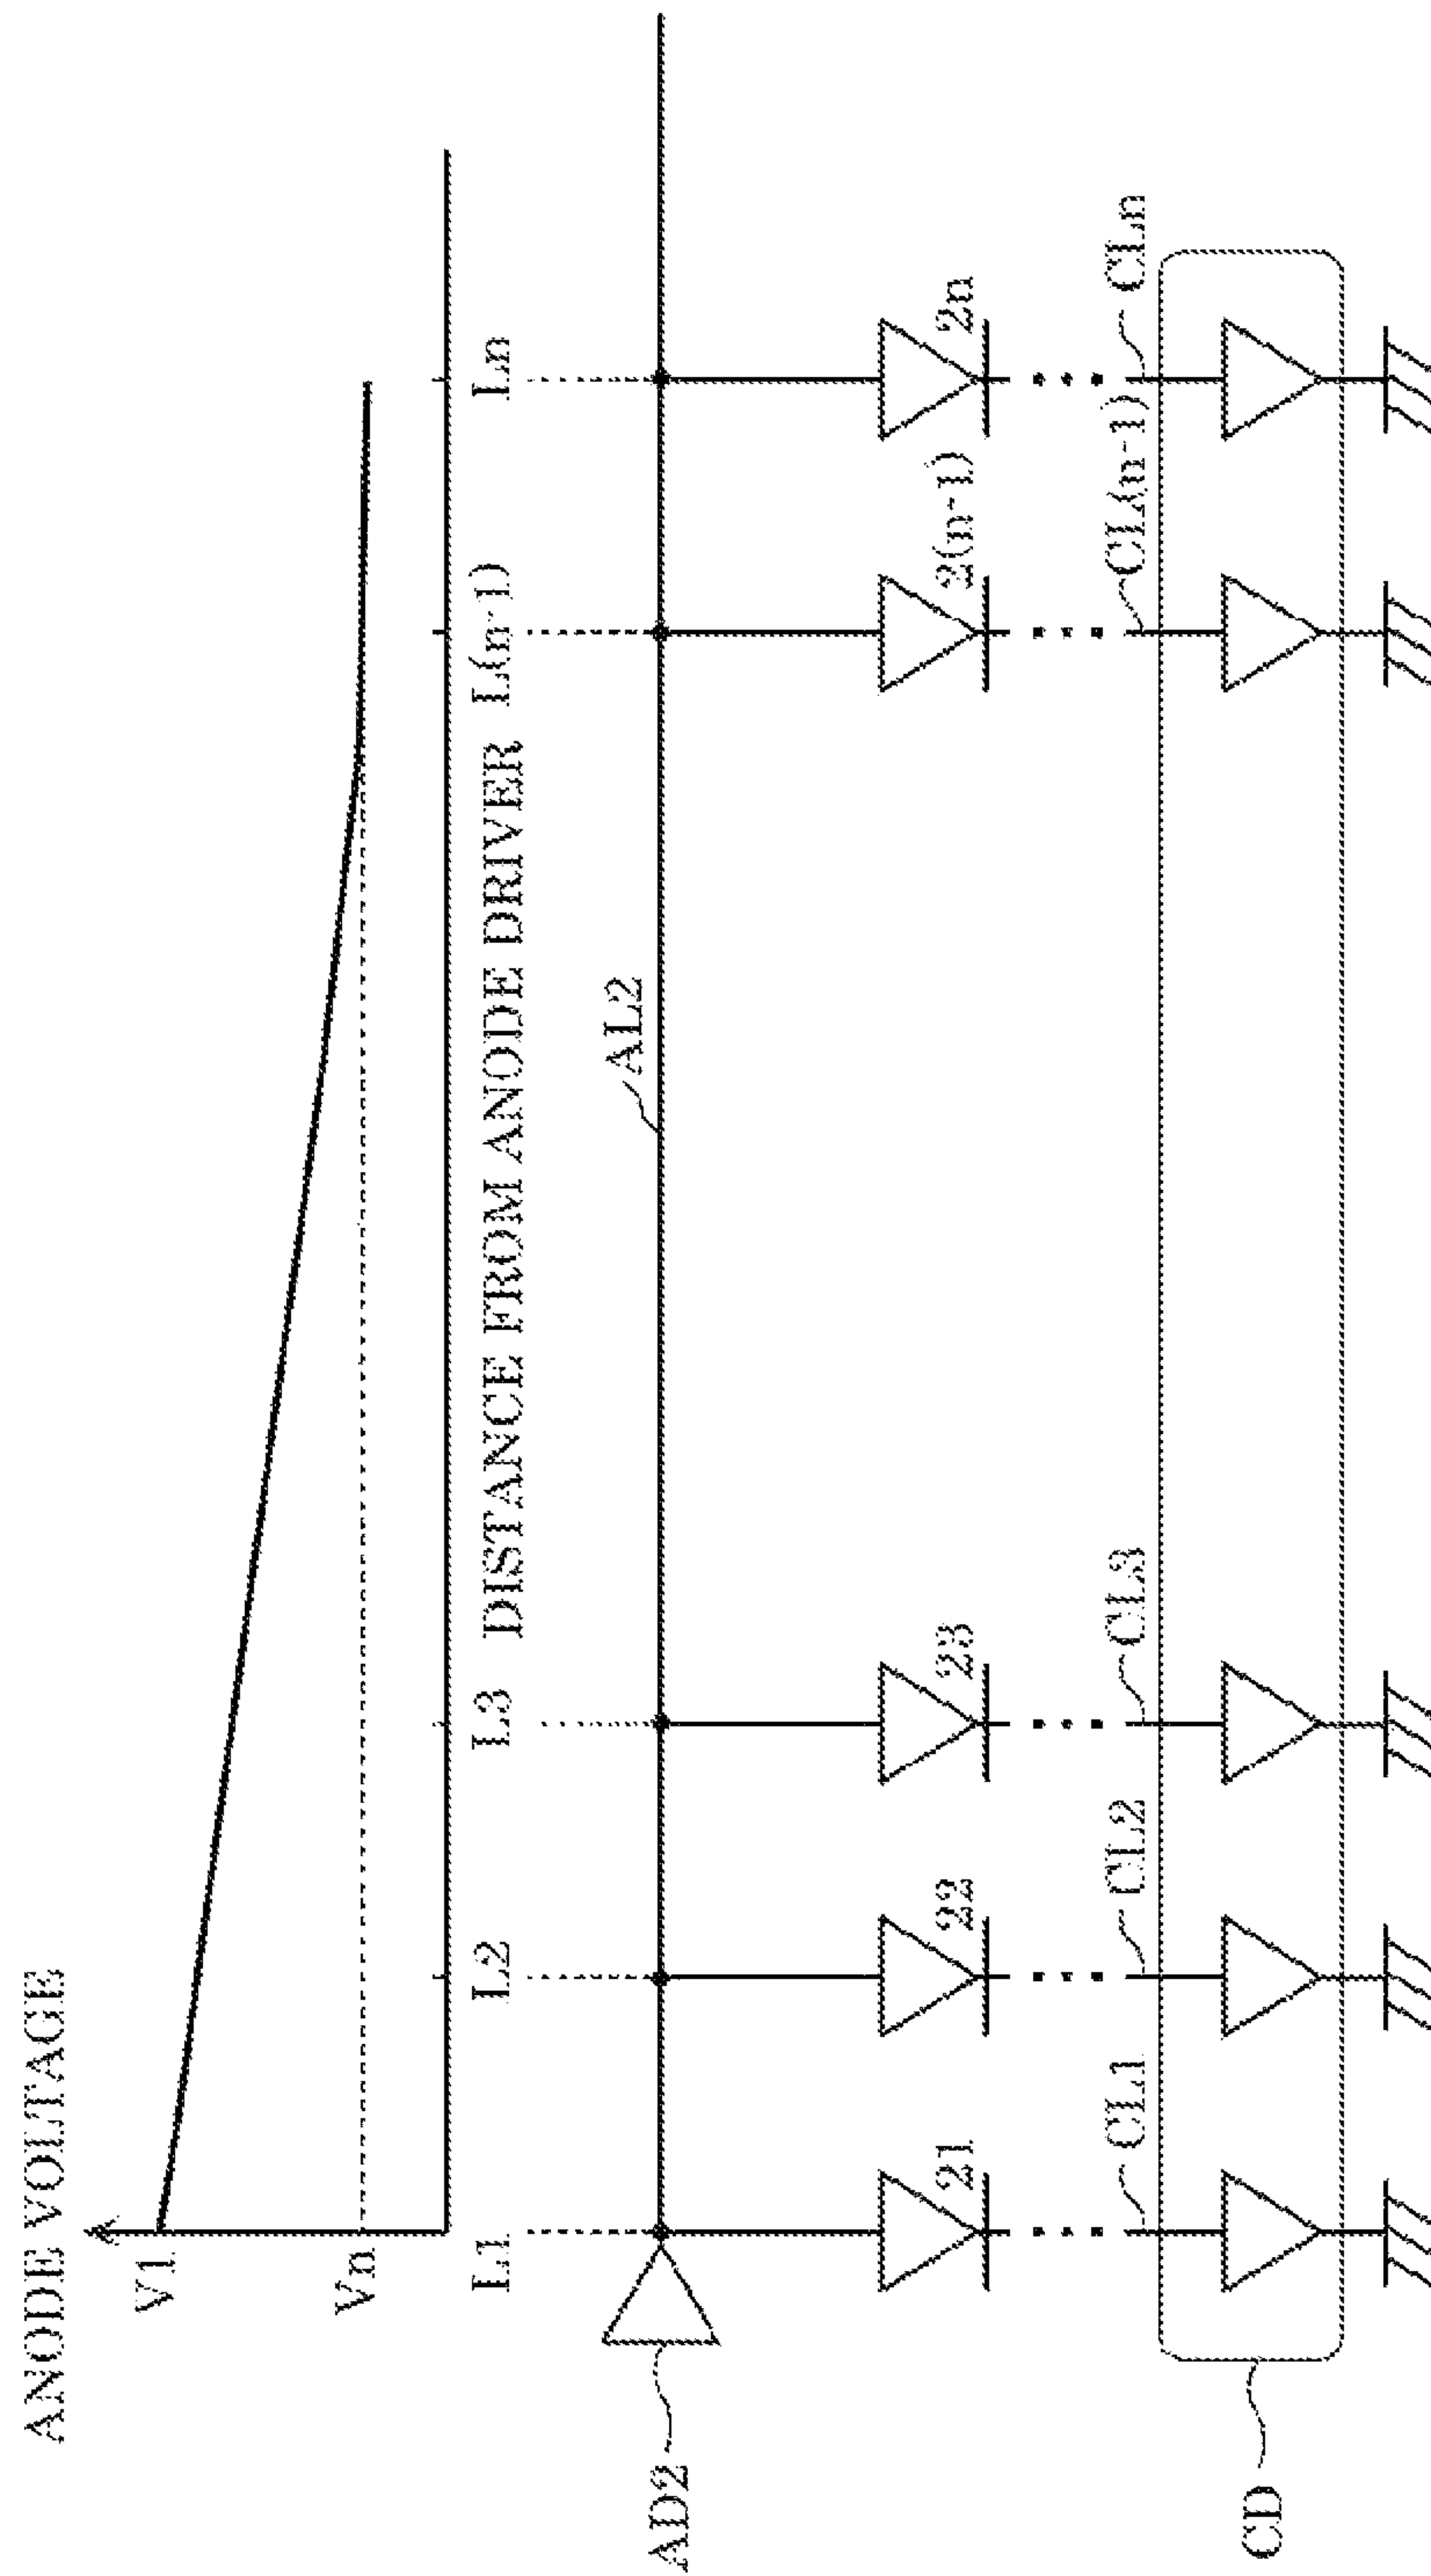 ANODE VOLTAGE
V1
Vn
L1 L2 L3 DISTANCE FROM ANODE DRIVER L(n-1) Ln
AL2
AD2
21 22 23 2(n-1) 2n
CL1 CL2 CL3 CL(n-1) CLn
CD